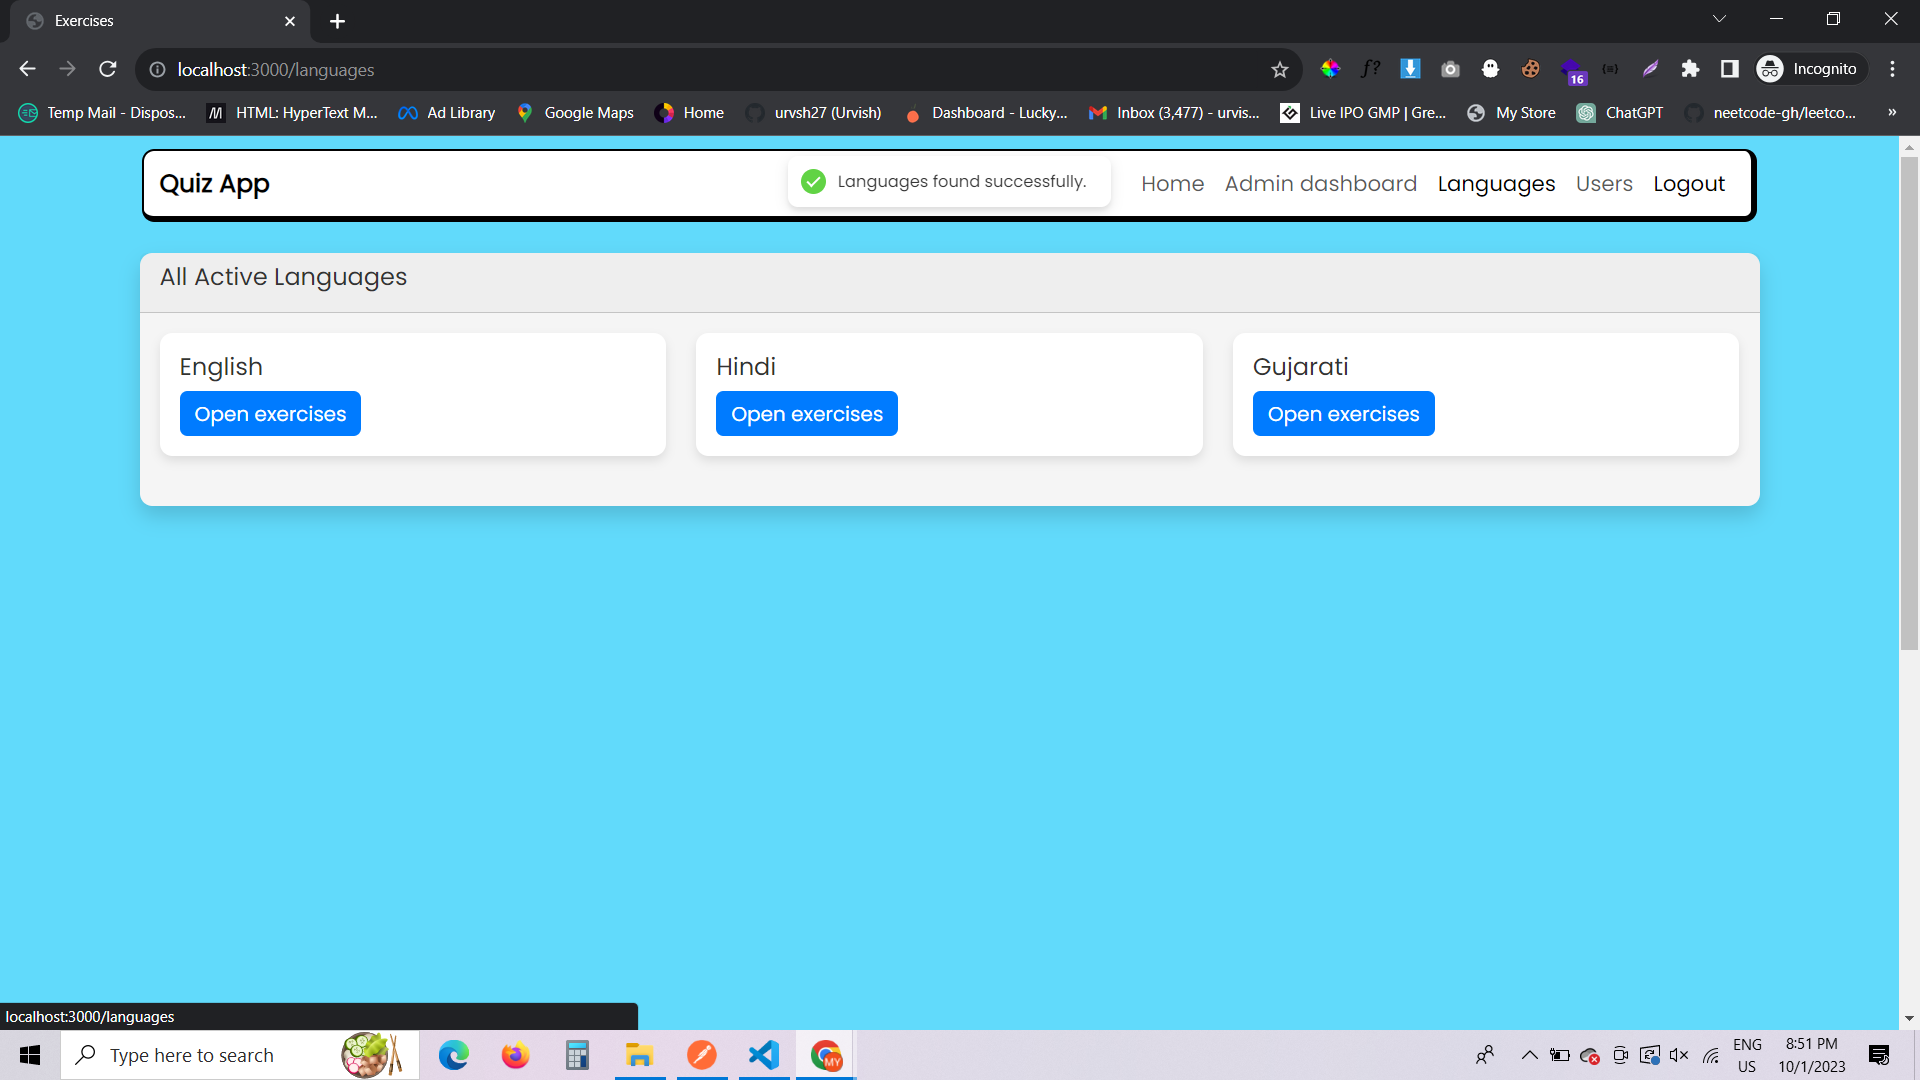 Exercises
localhost:3000/languages
Incognito
16
Temp Mail - Dispos...
HTML: HyperText M...
Ad Library
Google Maps
Home
urvsh27 (Urvish)
Dashboard - Lucky...
Inbox (3,477) - urvis...
Live IPO GMP | Gre...
My Store
ChatGPT
neetcode-gh/leetco...
»
Quiz App
Languages found successfully.
Home
Admin dashboard
Languages
Users
Logout
All Active Languages
English
Hindi
Gujarati
Open exercises
Open exercises
Open exercises
localhost:3000/languages
Type here to search
MY
ENG
US
8:51 PM
10/1/2023